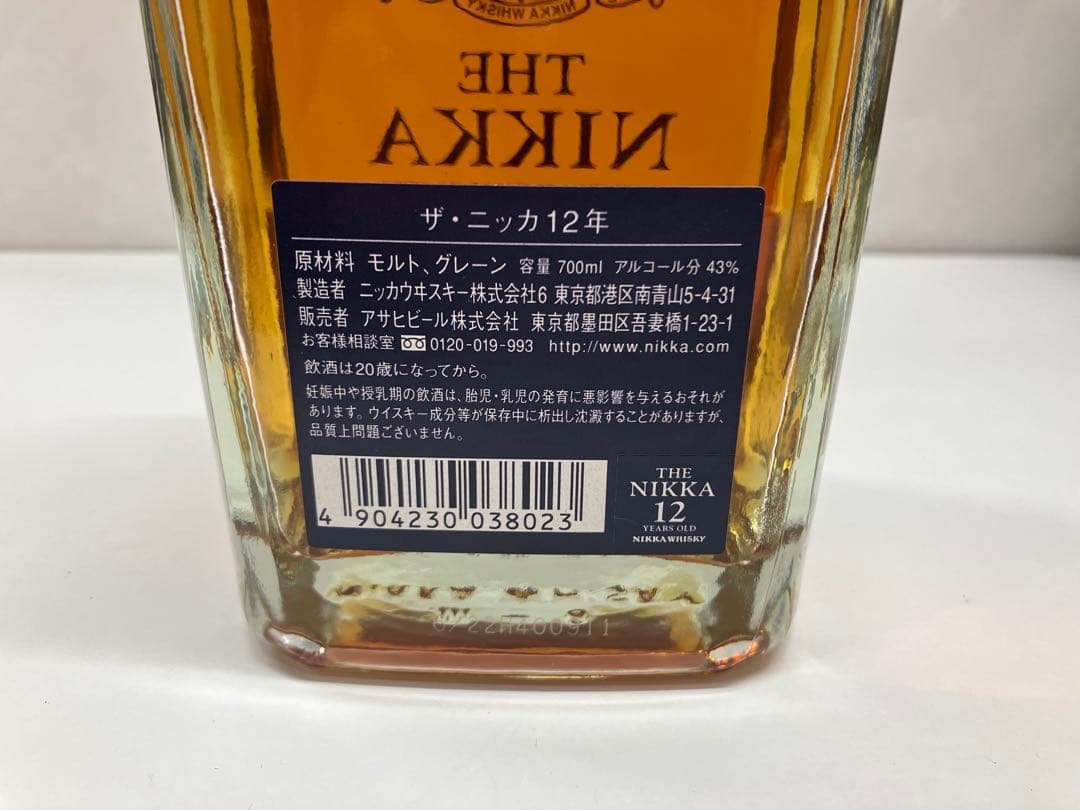 NIKKA WHISKY
THE
NIKKA
ザ・ニッカ12年
原材料 モルト、グレーン 容量 700ml アルコール分 43%
製造者 ニッカウヰスキー株式会社6 東京都港区南青山5-4-31
販売者 アサヒビール株式会社 東京都墨田区吾妻橋1-23-1
お客様相談室 0120-019-993 http://www.nikka.com
飲酒は20歳になってから。
妊娠中や授乳期の飲酒は、胎児・乳児の発育に悪影響を与えるおそれが
あります。ウイスキー成分等が保存中に析出し沈澱することがありますが、
品質上問題ございません。
4 904230 038023
THE
NIKKA
12
YEARS OLD
NIKKA WHISKY